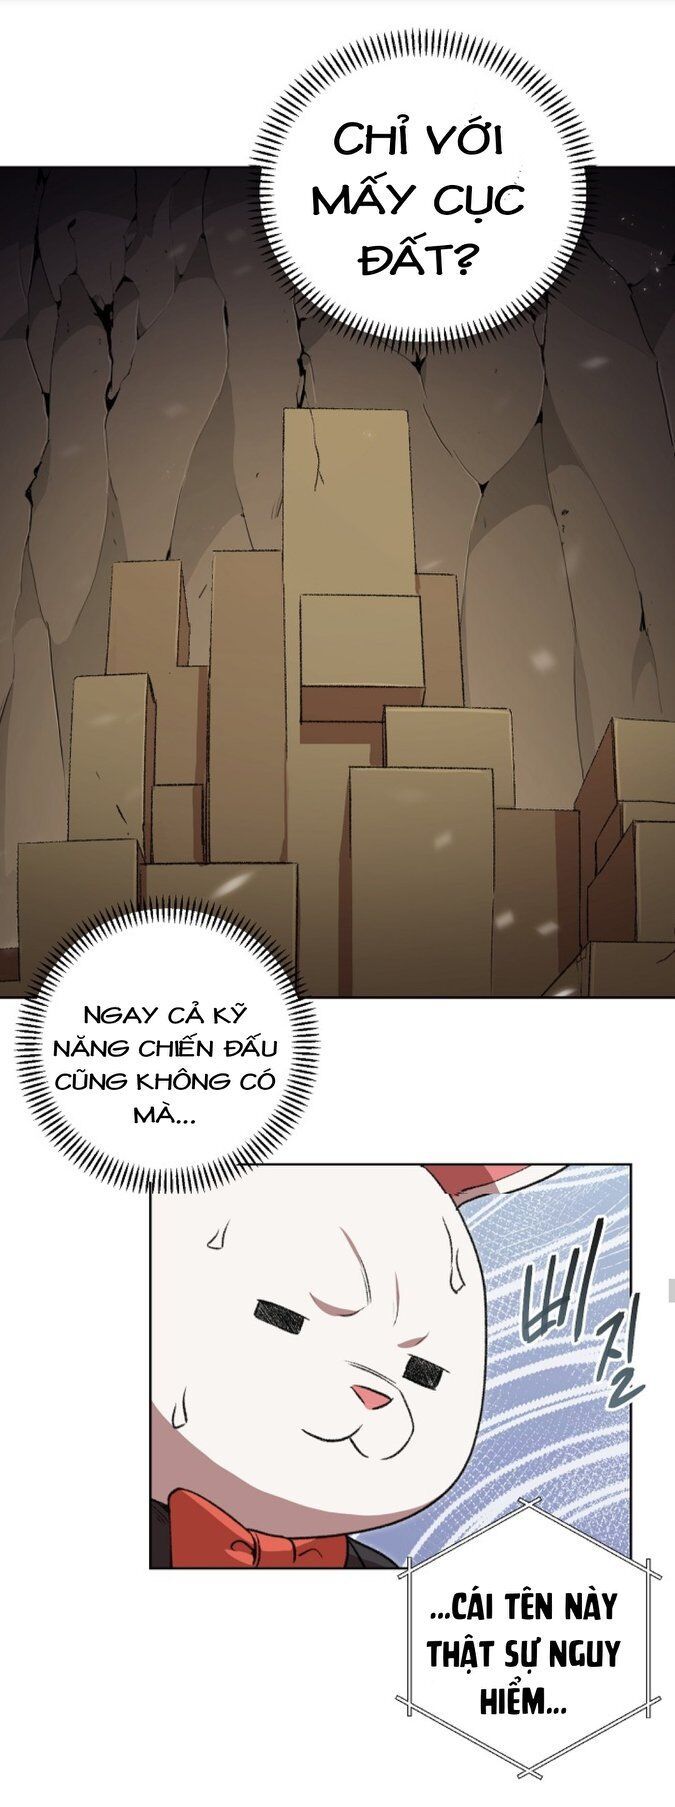 CHỈ VỚI
MẤY CỤC
ĐẤT?
NGAY CẢ KỸ
NĂNG CHIẾN ĐẤU
CŨNG KHÔNG CÓ
MÀ...
삐질
...CÁI TÊN NÀY
THẬT SỰ NGUY
HIỂM...